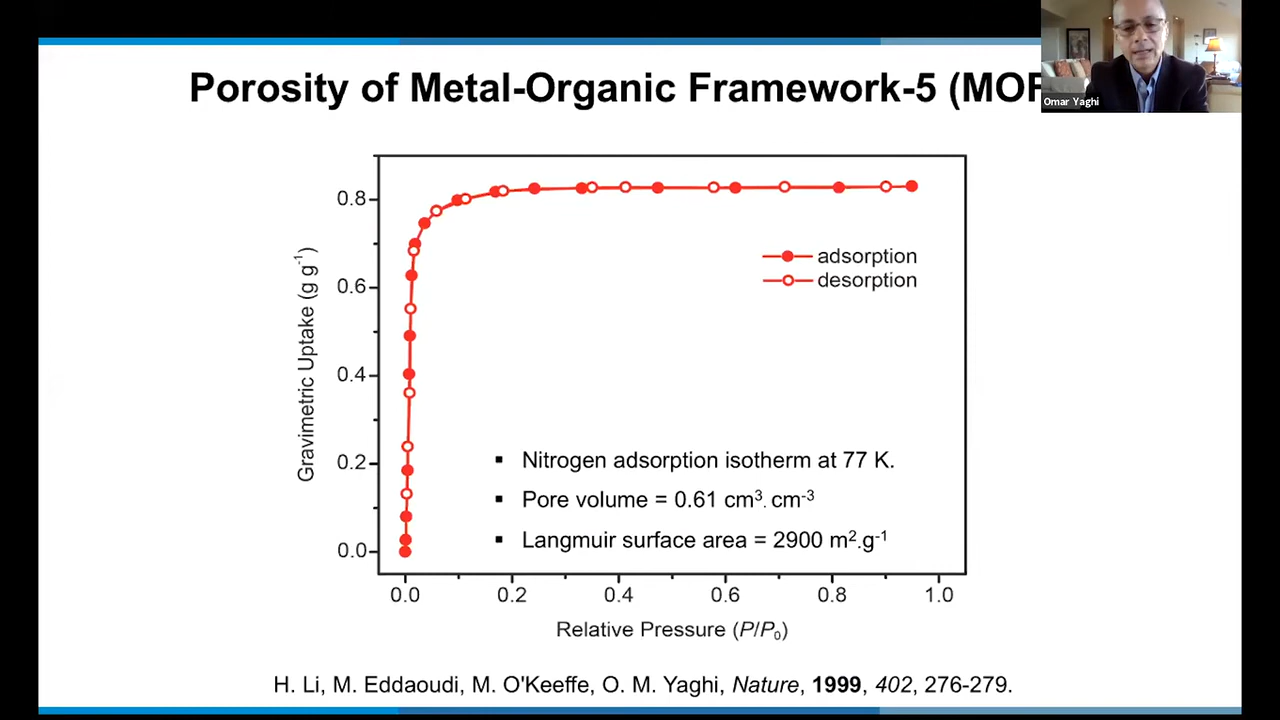 Porosity of Metal-Organic Framework-5 (MOF
Omar Yaghi
0.8
0.6
0.4
0.2
0.0
Gravimetric Uptake (g g⁻¹)
adsorption
desorption
▪ Nitrogen adsorption isotherm at 77 K.
▪ Pore volume = 0.61 cm³. cm⁻³
▪ Langmuir surface area = 2900 m².g⁻¹
0.0 0.2 0.4 0.6 0.8 1.0
Relative Pressure (P/P₀)
H. Li, M. Eddaoudi, M. O'Keeffe, O. M. Yaghi, Nature, 1999, 402, 276-279.